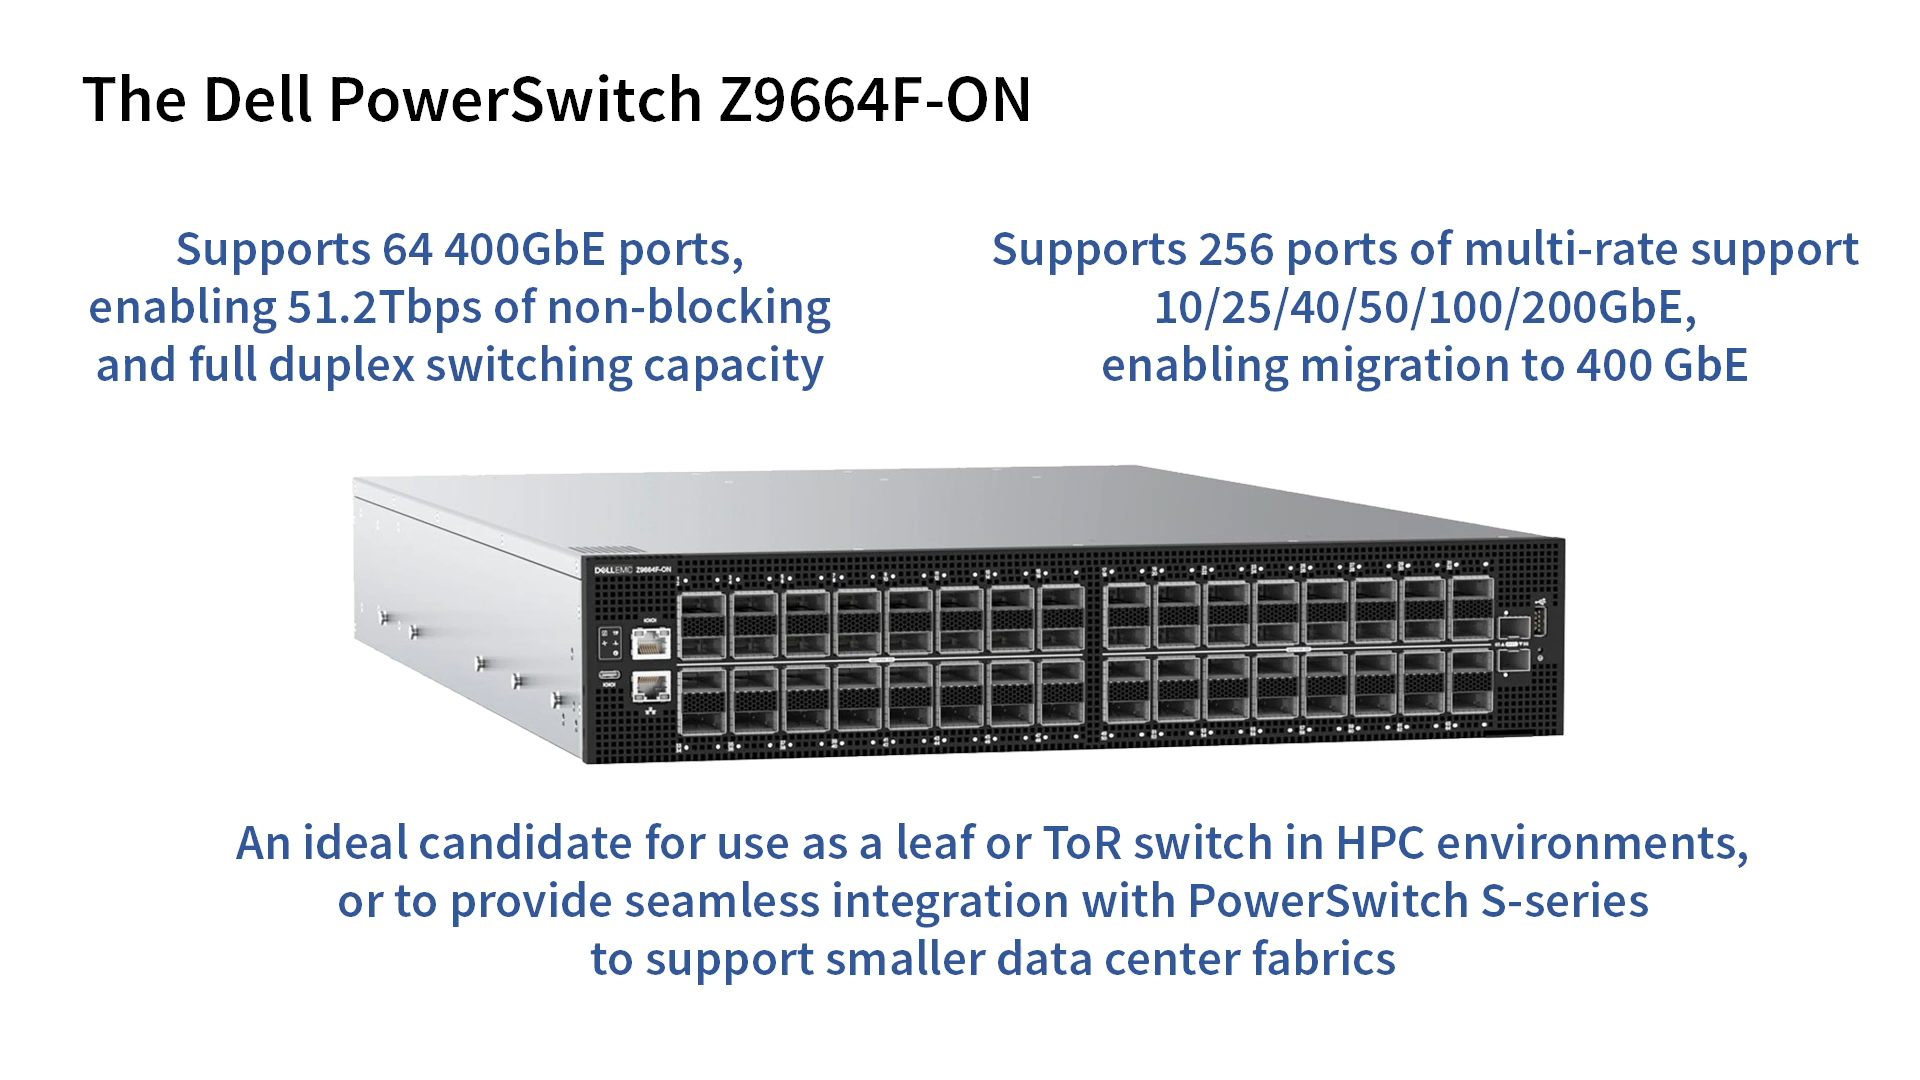 The Dell PowerSwitch Z9664F-ON
Supports 64 400GbE ports,
enabling 51.2Tbps of non-blocking
and full duplex switching capacity
Supports 256 ports of multi-rate support
10/25/40/50/100/200GbE,
enabling migration to 400 GbE
DELLEMC Z9664F-ON
An ideal candidate for use as a leaf or ToR switch in HPC environments,
or to provide seamless integration with PowerSwitch S-series
to support smaller data center fabrics